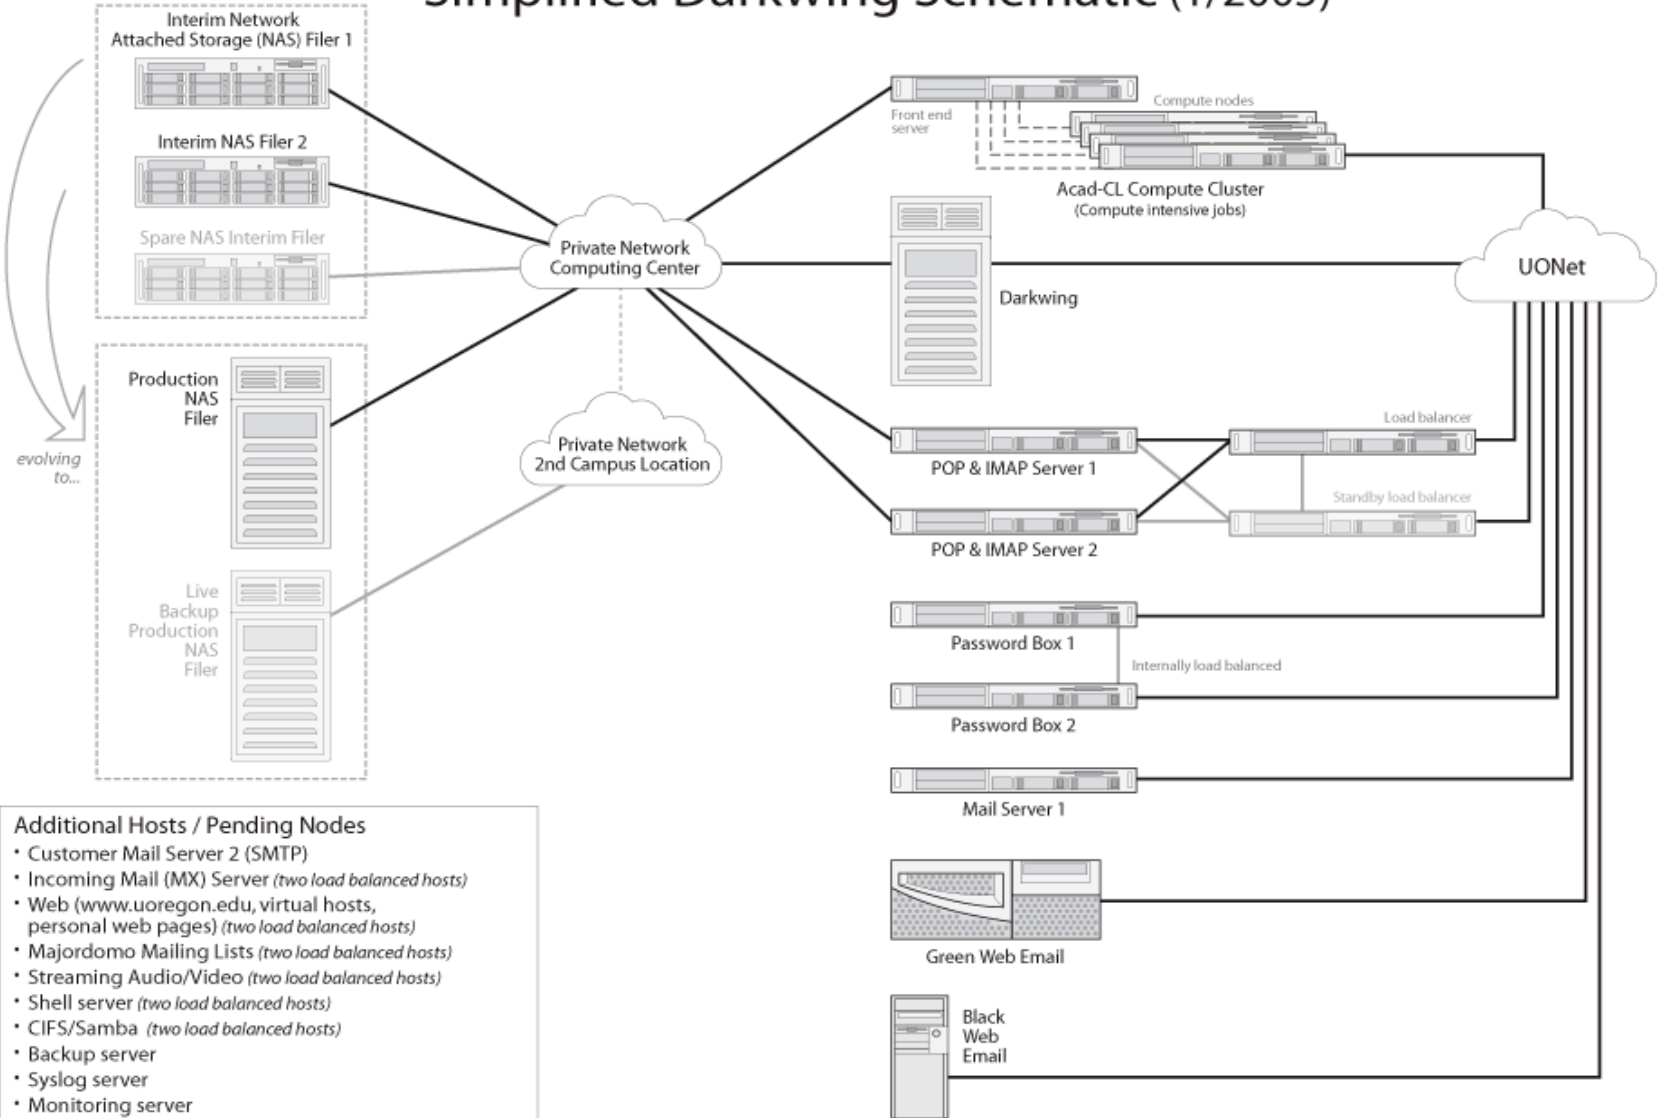 Simplified Darkwing Schematic (1/2005)
Interim Network
Attached Storage (NAS) Filer 1
Interim NAS Filer 2
Spare NAS Interim Filer
evolving
to...
Production
NAS
Filer
Live
Backup
Production
NAS
Filer
Private Network
Computing Center
Private Network
2nd Campus Location
Front end
server
Compute nodes
Acad-CL Compute Cluster
(Compute intensive jobs)
Darkwing
UONet
Load balancer
POP & IMAP Server 1
Standby load balancer
POP & IMAP Server 2
Password Box 1
Internally load balanced
Password Box 2
Mail Server 1
Green Web Email
Black
Web
Email
Additional Hosts / Pending Nodes
• Customer Mail Server 2 (SMTP)
• Incoming Mail (MX) Server (two load balanced hosts)
• Web (www.uoregon.edu, virtual hosts,
personal web pages) (two load balanced hosts)
• Majordomo Mailing Lists (two load balanced hosts)
• Streaming Audio/Video (two load balanced hosts)
• Shell server (two load balanced hosts)
• CIFS/Samba (two load balanced hosts)
• Backup server
• Syslog server
• Monitoring server